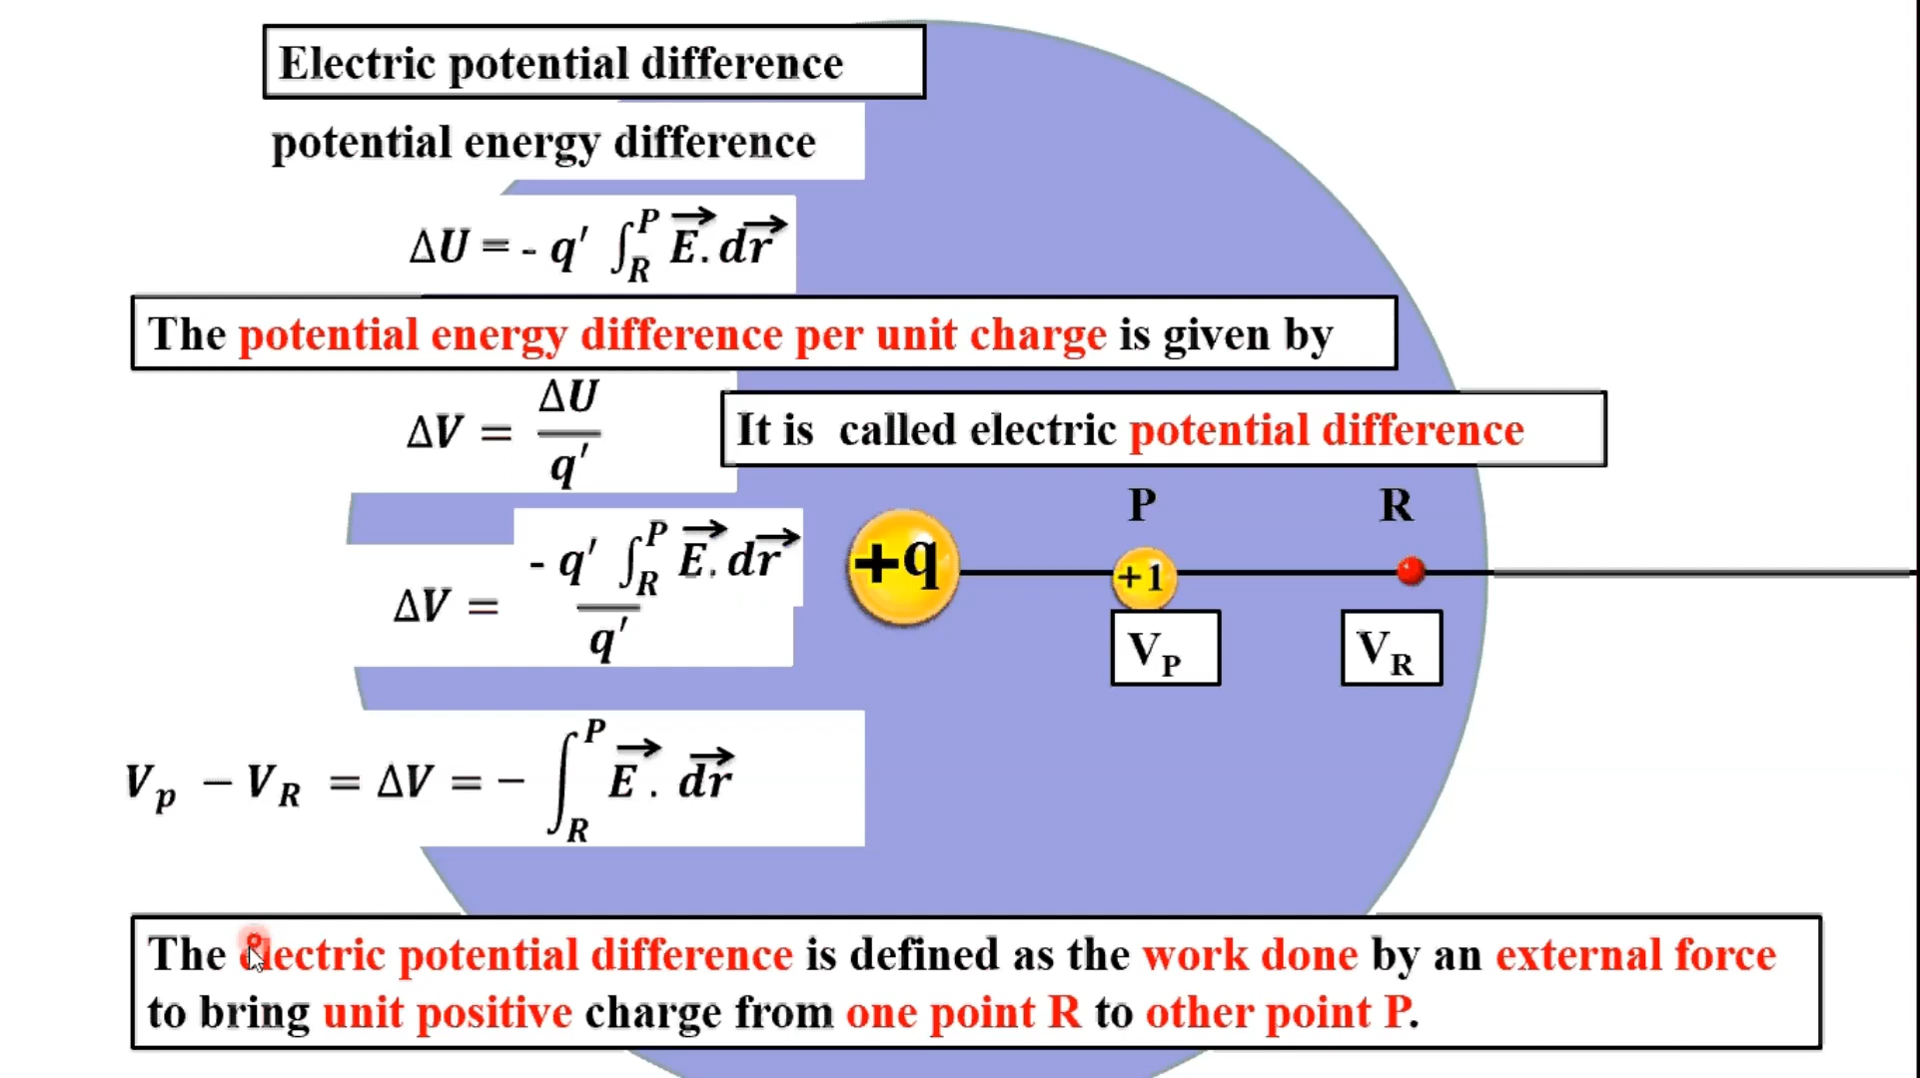 Electric potential difference
potential energy difference
ΔU = - q′ ∫_R^P E⃗. dr⃗
The potential energy difference per unit charge is given by
ΔV = ΔU / q′
It is called electric potential difference
P R
+q +1
V_P V_R
ΔV = - q′ ∫_R^P E⃗. dr⃗ / q′
V_p − V_R = ΔV = − ∫_R^P E⃗ . dr⃗
The electric potential difference is defined as the work done by an external force
to bring unit positive charge from one point R to other point P.